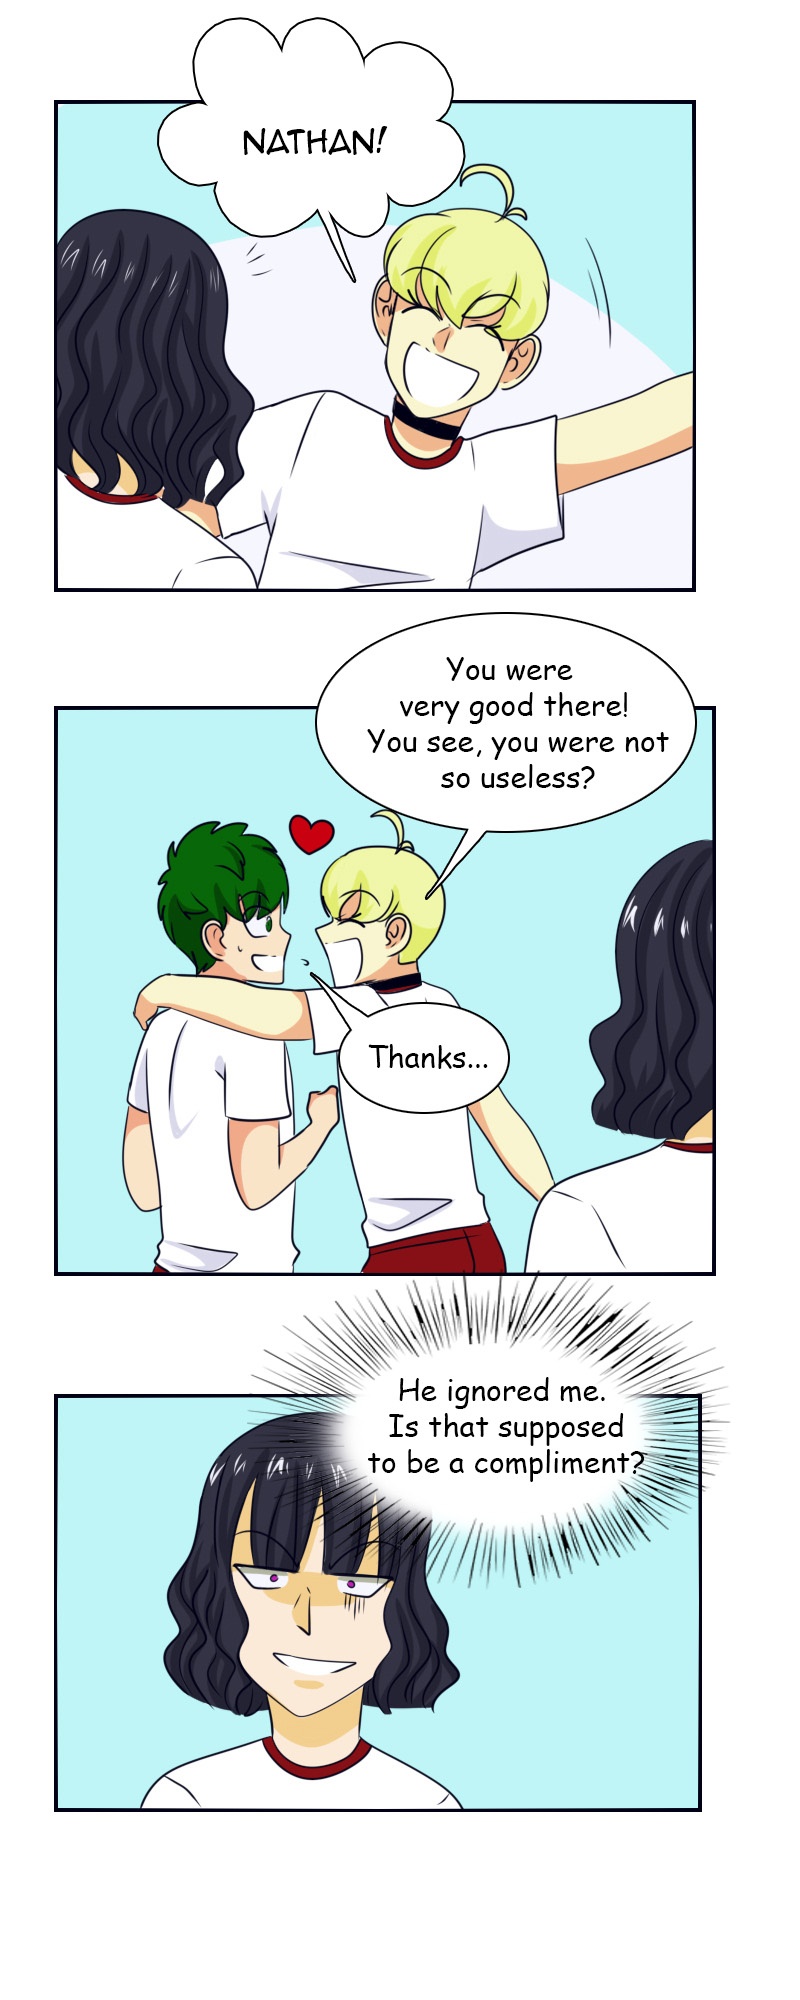 NATHAN!
You were
very good there!
You see, you were not
so useless?
Thanks...
He ignored me.
Is that supposed
to be a compliment?